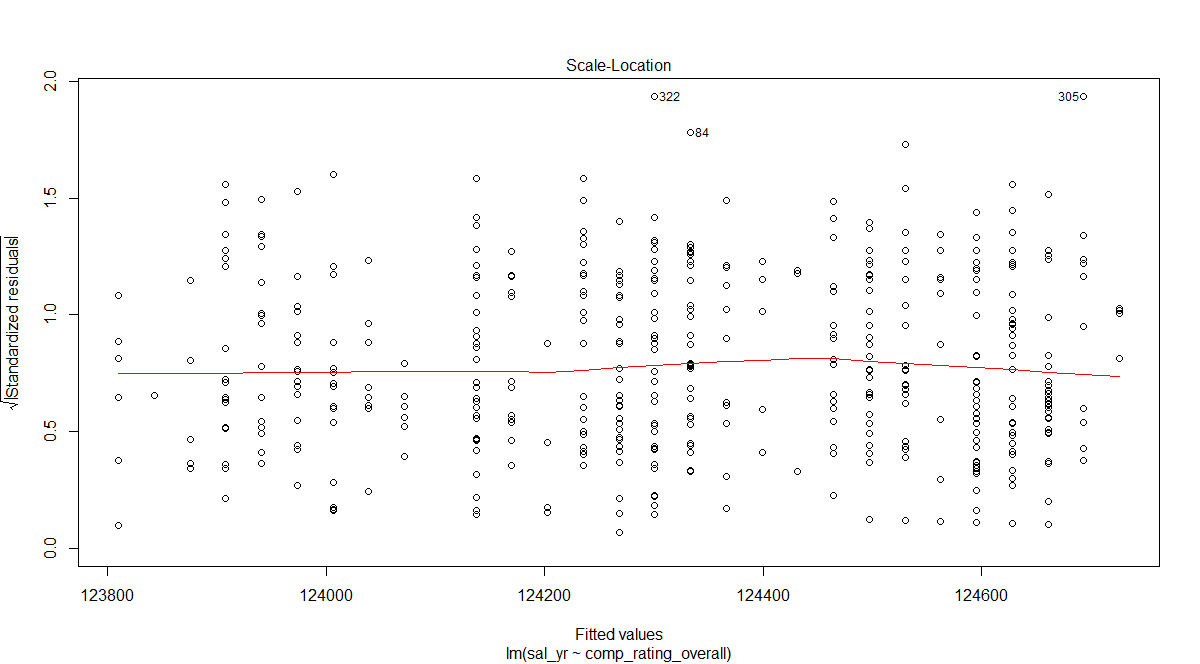 Scale-Location
√|Standardized residuals|
2.0
1.5
1.0
0.5
0.0
322
305
84
123800 124000 124200 124400 124600
Fitted values
lm(sal_yr ~ comp_rating_overall)